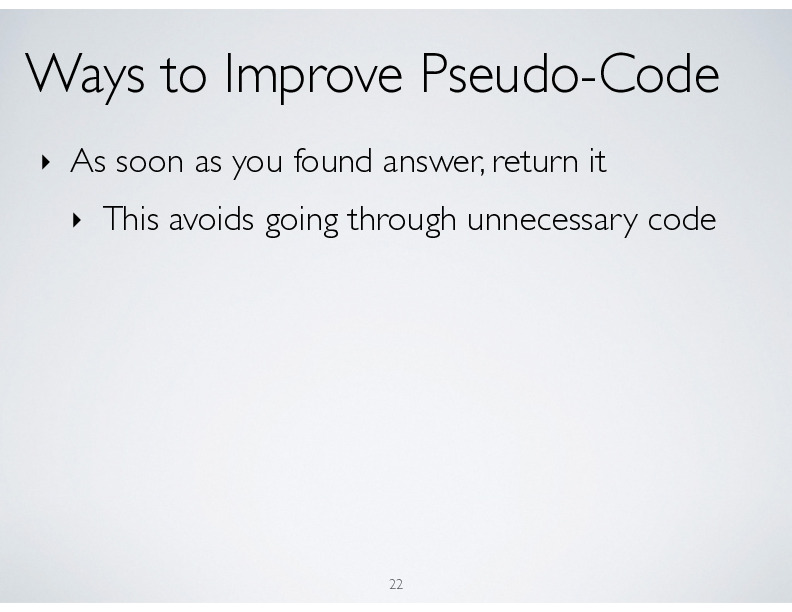 Ways to Improve Pseudo-Code
‣ As soon as you found answer, return it
‣ This avoids going through unnecessary code
22